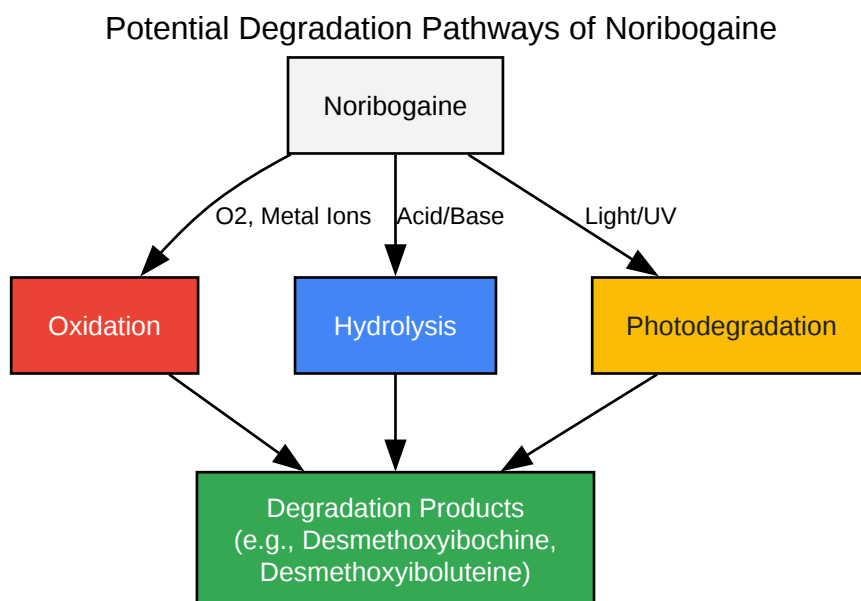 Potential Degradation Pathways of Noribogaine
Noribogaine
O2, Metal Ions
Acid/Base
Light/UV
Oxidation
Hydrolysis
Photodegradation
Degradation Products
(e.g., Desmethoxyibochine,
Desmethoxyiboluteine)